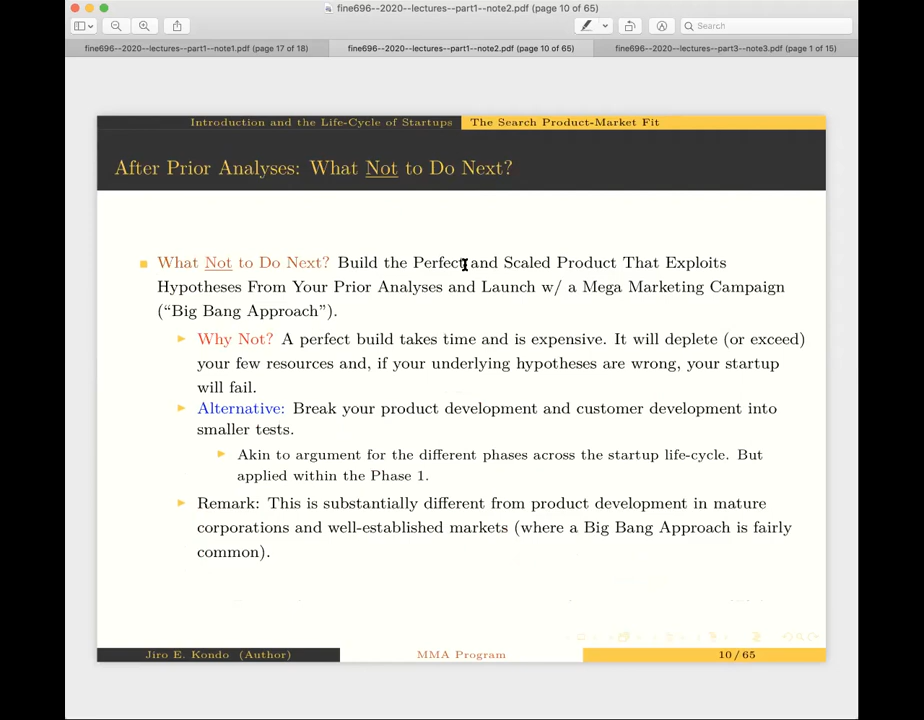 fine696--2020--lectures--part1--note2.pdf (page 10 of 65)
Search
fine696--2020--lectures--part1--note1.pdf (page 17 of 18)
fine696--2020--lectures--part1--note2.pdf (page 10 of 65)
fine696--2020--lectures--part3--note3.pdf (page 1 of 15)
Introduction and the Life-Cycle of Startups
The Search Product-Market Fit
After Prior Analyses: What Not to Do Next?
What Not to Do Next? Build the Perfect and Scaled Product That Exploits
Hypotheses From Your Prior Analyses and Launch w/ a Mega Marketing Campaign
(“Big Bang Approach”).
Why Not? A perfect build takes time and is expensive. It will deplete (or exceed)
your few resources and, if your underlying hypotheses are wrong, your startup
will fail.
Alternative: Break your product development and customer development into
smaller tests.
Akin to argument for the different phases across the startup life-cycle. But
applied within the Phase 1.
Remark: This is substantially different from product development in mature
corporations and well-established markets (where a Big Bang Approach is fairly
common).
Jiro E. Kondo (Author)
MMA Program
10/65